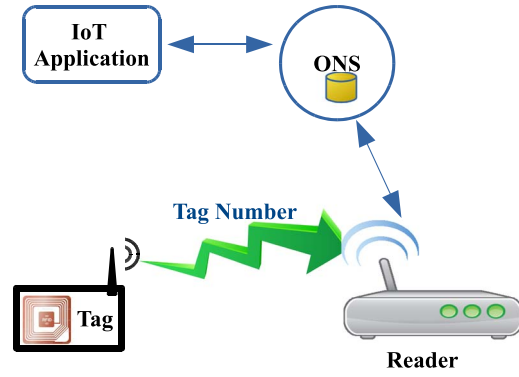 IoT
Application
ONS
Tag Number
Tag
Reader